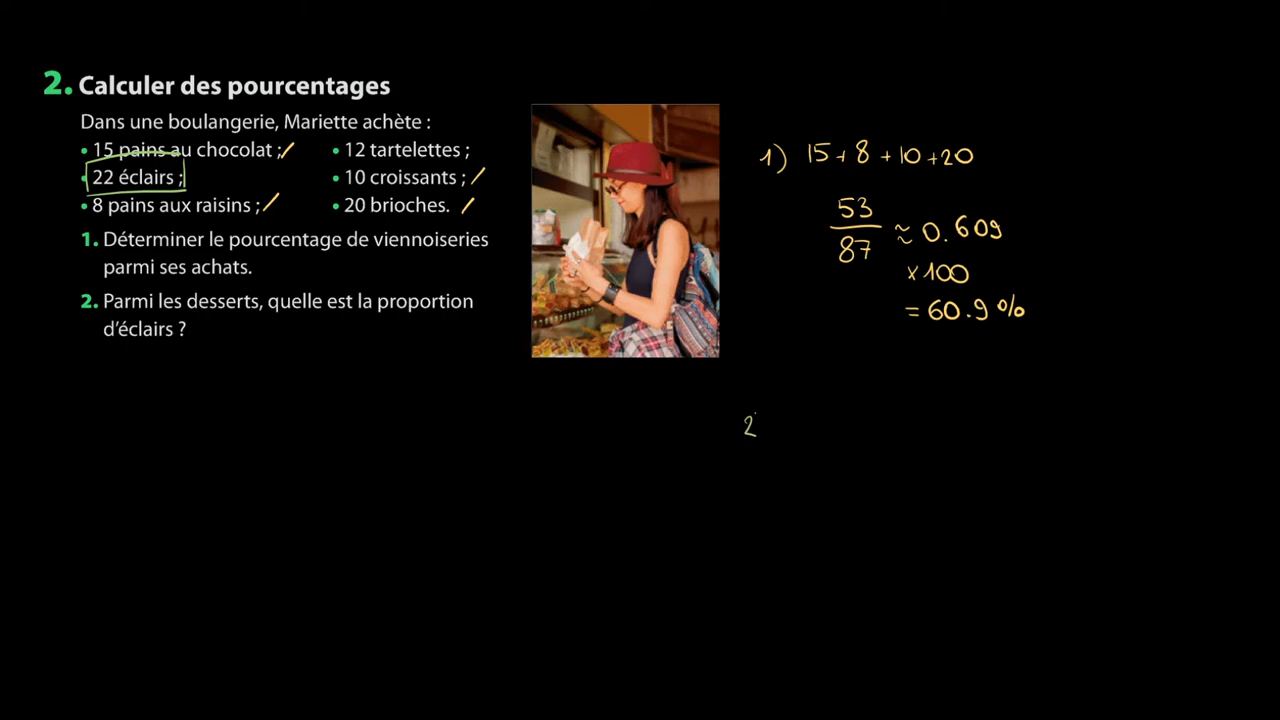 2. Calculer des pourcentages
Dans une boulangerie, Mariette achète :
• 15 pains au chocolat ;
• 22 éclairs ;
• 8 pains aux raisins ;
• 12 tartelettes ;
• 10 croissants ;
• 20 brioches.
1. Déterminer le pourcentage de viennoiseries
parmi ses achats.
2. Parmi les desserts, quelle est la proportion
d'éclairs ?
1) 15 + 8 + 10 + 20
53
87
≈ 0.609
× 100
= 60.9 %
2